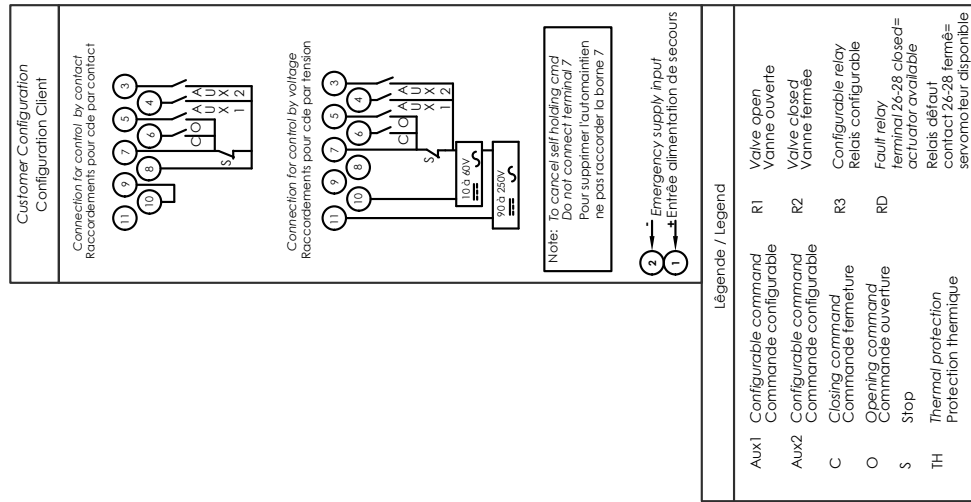 Customer Configuration
Configuration Client
Connection for control by contact
Raccordements pour cde par contact
11
9
10
7
8
5
6
3
4
S
C
O
A
U
X
1
A
U
X
2
Connection for control by voltage
Raccordements pour cde par tension
11
9
10
7
8
5
6
3
4
S
C
O
A
U
X
1
A
U
X
2
10 à 60V
90 à 250V
Note: To cancel self holding cmd
Do not connect terminal 7
Pour supprimer l'automaintien
ne pas raccorder la borne 7
2 - Emergency supply input
1 + Entrée alimentation de secours
Lêgende / Legend
Aux1 Configurable command
Commande configurable
Aux2 Configurable command
Commande configurable
C Closing command
Commande fermeture
O Opening command
Commande ouverture
S Stop
TH Thermal protection
Protection thermique
R1 Valve open
Vanne ouverte
R2 Valve closed
Vanne fermêe
R3 Configurable relay
Relais configurable
RD Fault relay
terminal 26-28 closed=
actuator available
Relais dêfaut
contact 26-28 fermê=
servomoteur disponible